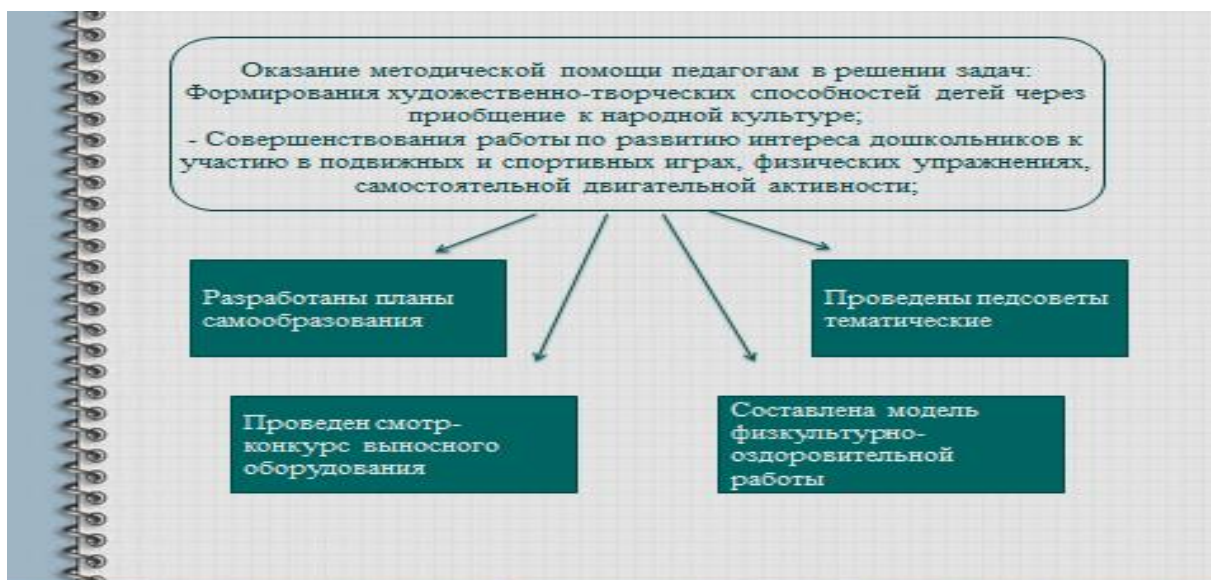 Оказание методической помощи педагогам в решении задач:
Формирования художественно-творческих способностей детей через
приобщение к народной культуре;
- Совершенствования работы по развитию интереса дошкольников к
участию в подвижных и спортивных играх, физических упражнениях,
самостоятельной двигательной активности;
Разработаны планы
самообразования
Проведены педсоветы
тематические
Проведен смотр-
конкурс выносного
оборудования
Составлена модель
физкультурно-
оздоровительной
работы